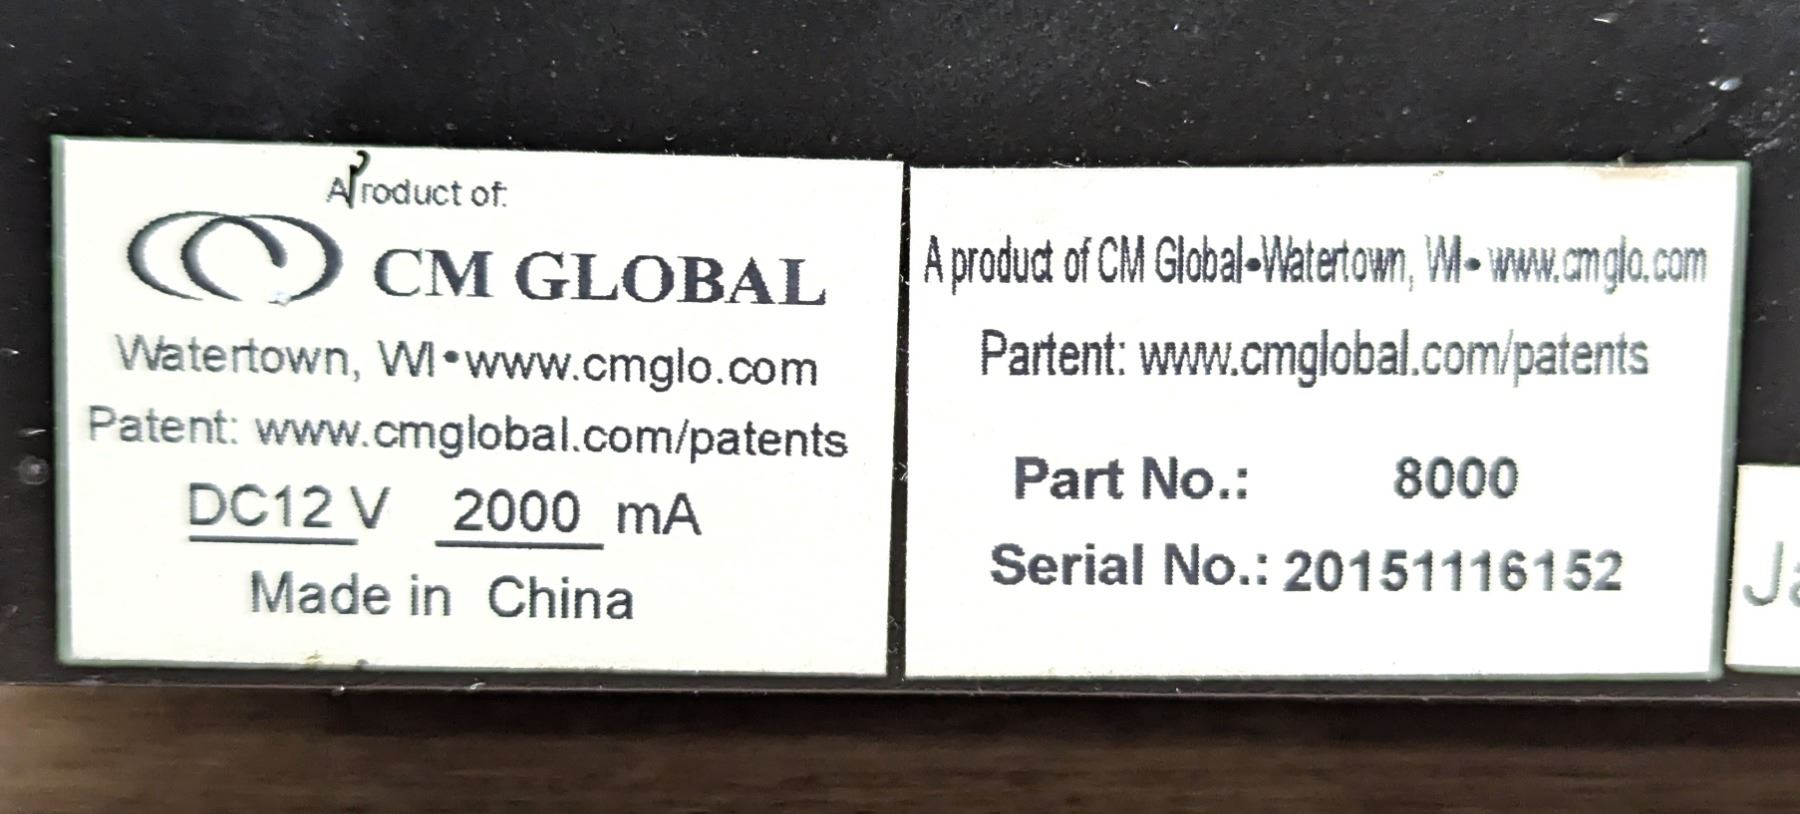 A Product of:
CM GLOBAL
Watertown, WI•www.cmglo.com
Patent: www.cmglobal.com/patents
DC12 V 2000 mA
Made in China
A product of CM Global•Watertown, WI• www.cmglo.com
Partent: www.cmglobal.com/patents
Part No.: 8000
Serial No.: 20151116152